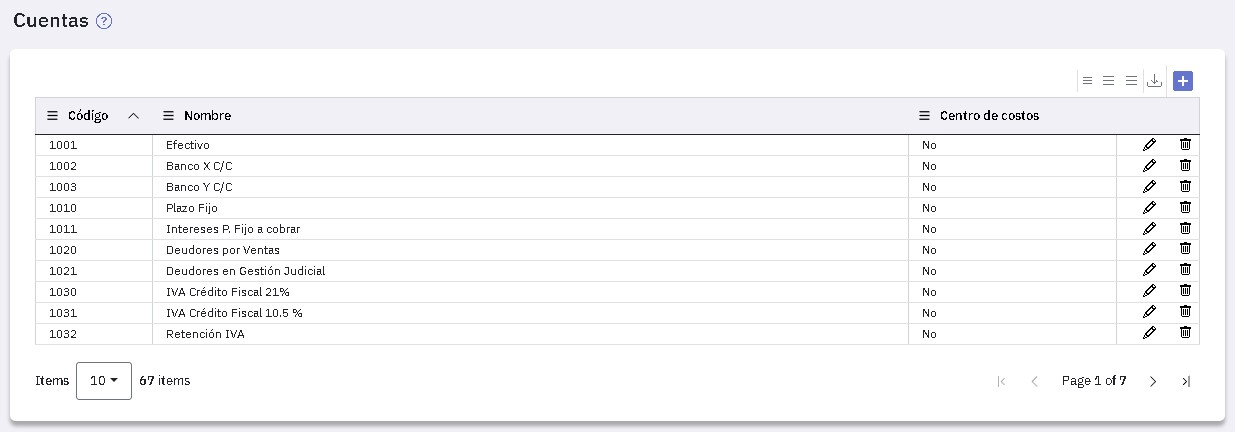 Cuentas ?
Código Nombre Centro de costos
1001 Efectivo No
1002 Banco X C/C No
1003 Banco Y C/C No
1010 Plazo Fijo No
1011 Intereses P. Fijo a cobrar No
1020 Deudores por Ventas No
1021 Deudores en Gestión Judicial No
1030 IVA Crédito Fiscal 21% No
1031 IVA Crédito Fiscal 10.5 % No
1032 Retención IVA No
Items 10 67 items Page 1 of 7